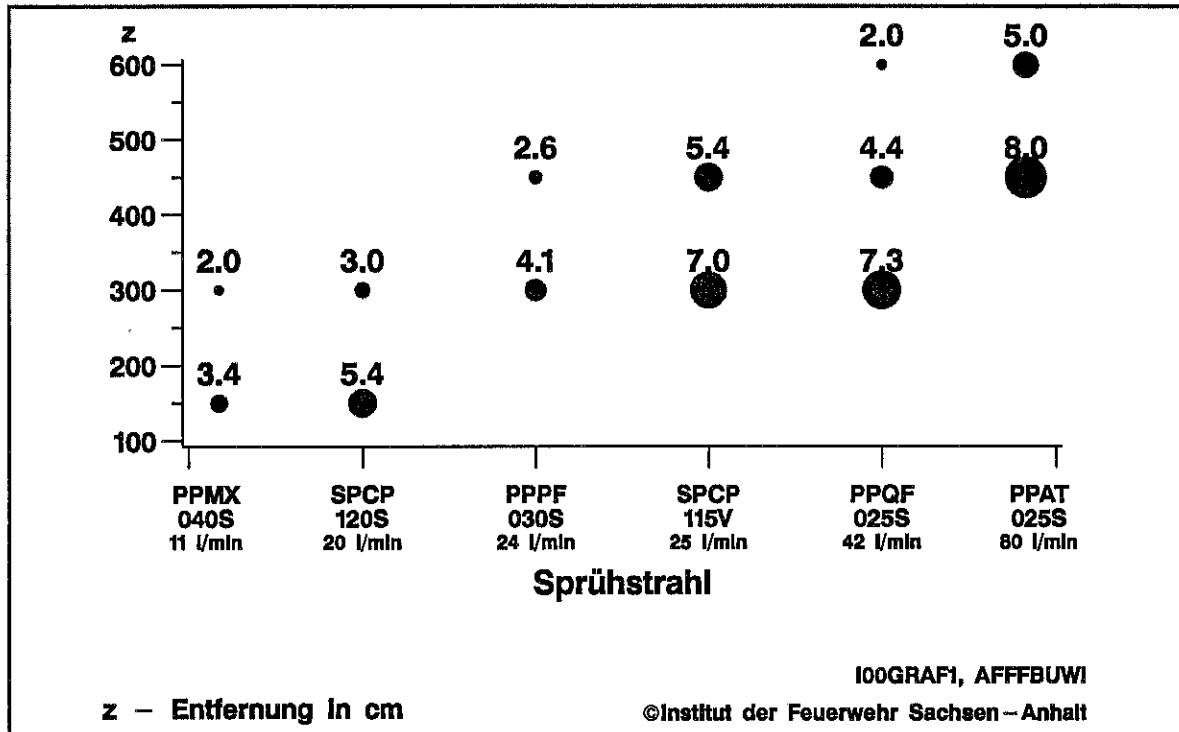 z
2.0 5.0
600
500
2.6 5.4 4.4 8.0
400
2.0 3.0 4.1 7.0 7.3
300
200
3.4 5.4
100
PPMX SPCP PPPF SPCP PPQF PPAT
040S 120S 030S 115V 025S 025S
11 l/min 20 l/min 24 l/min 25 l/min 42 l/min 80 l/min
Sprühstrahl
I00GRAF1, AFFFBUWI
z – Entfernung in cm
©Institut der Feuerwehr Sachsen–Anhalt